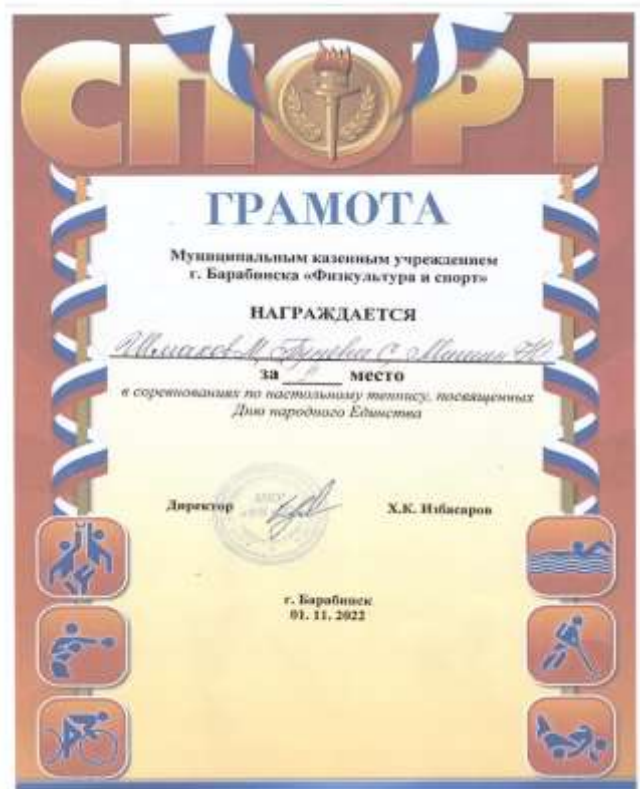 СПОРТ
ГРАМОТА
Муниципальным казенным учреждением
г. Барабинска «Физкультура и спорт»
НАГРАЖДАЕТСЯ
за место
в соревнованиях по настольному теннису, посвященных
Дню народного Единства
Директор Х.К. Избасаров
г. Барабинск
01. 11. 2022